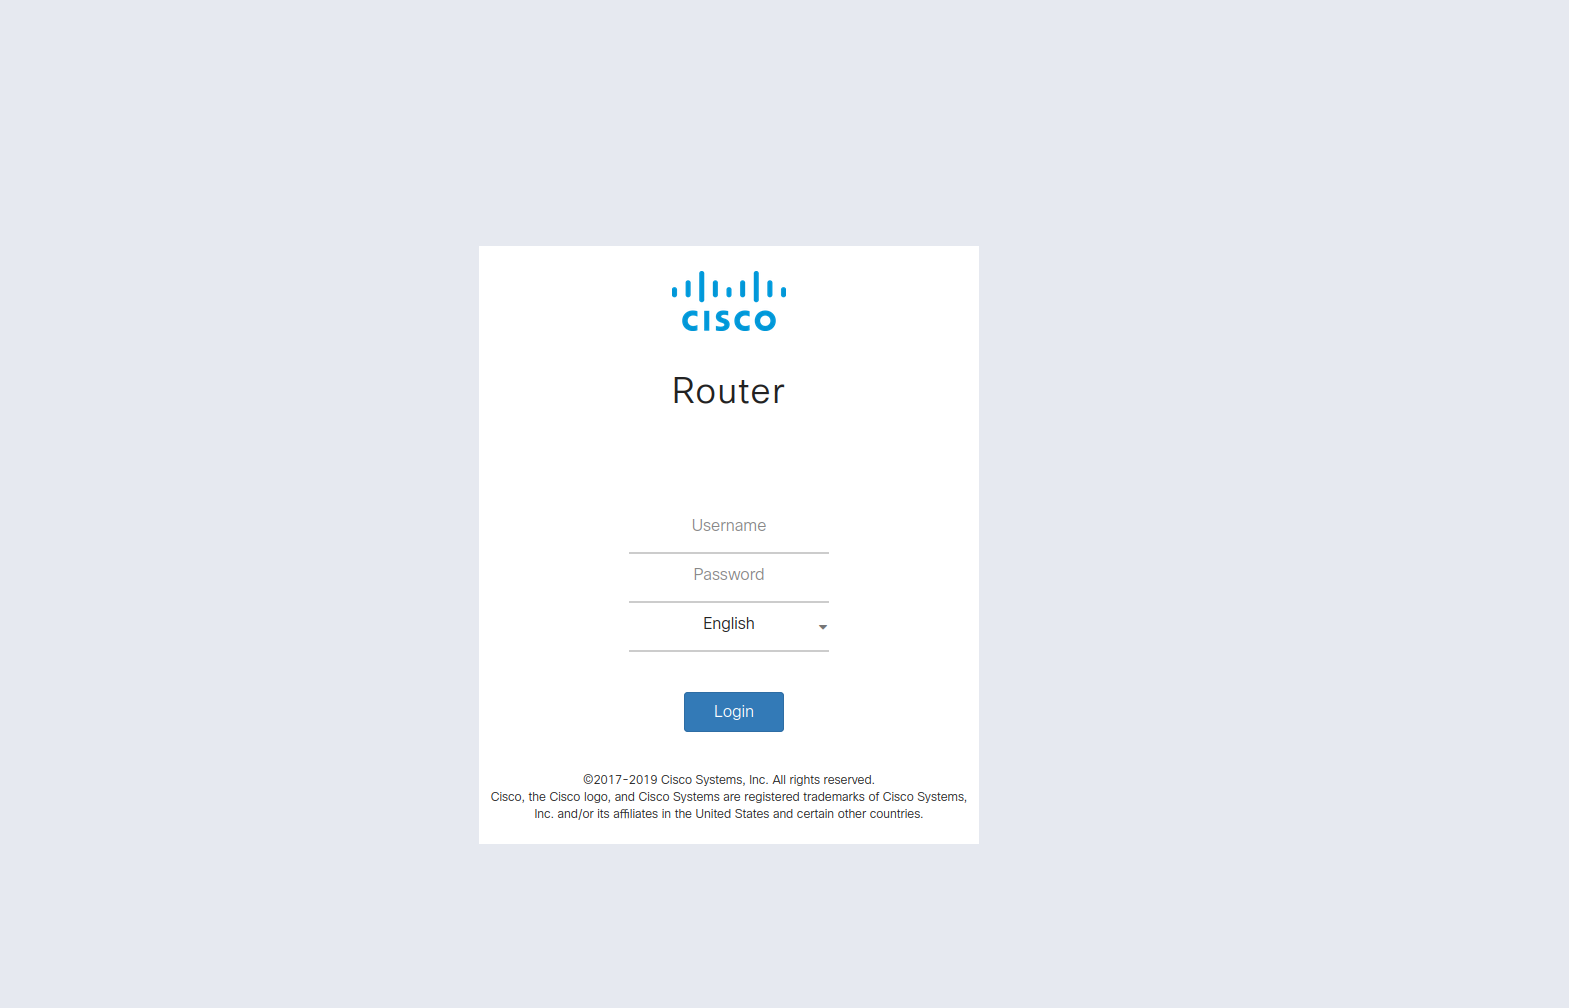 CISCO
Router
Username
Password
English
Login
©2017-2019 Cisco Systems, Inc. All rights reserved.
Cisco, the Cisco logo, and Cisco Systems are registered trademarks of Cisco Systems,
Inc. and/or its affiliates in the United States and certain other countries.